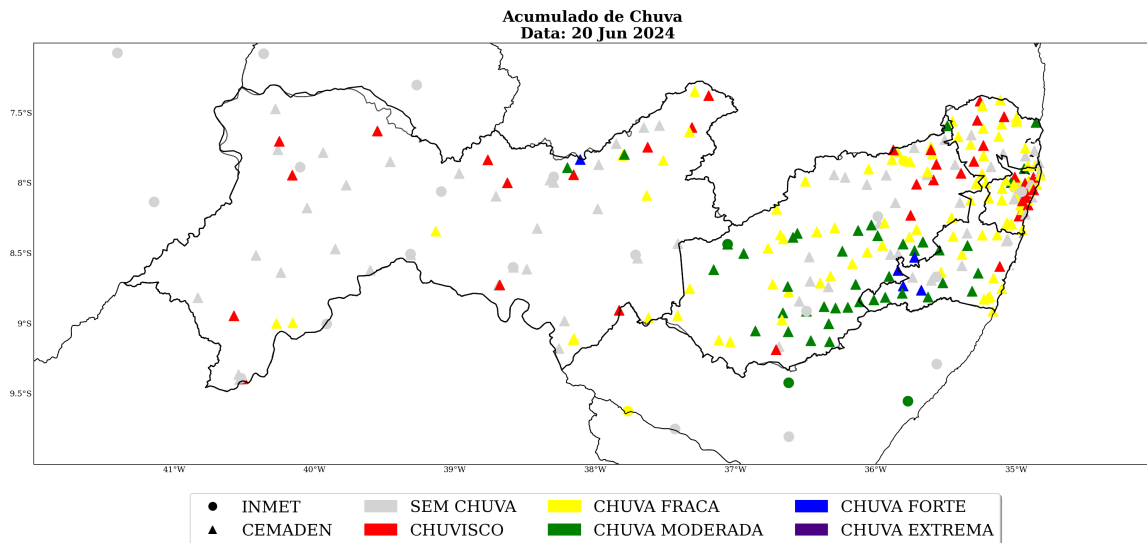 Acumulado de Chuva
Data: 20 Jun 2024
7.5°S
8°S
8.5°S
9°S
9.5°S
41°W 40°W 39°W 38°W 37°W 36°W 35°W
INMET SEM CHUVA CHUVA FRACA CHUVA FORTE
CEMADEN CHUVISCO CHUVA MODERADA CHUVA EXTREMA